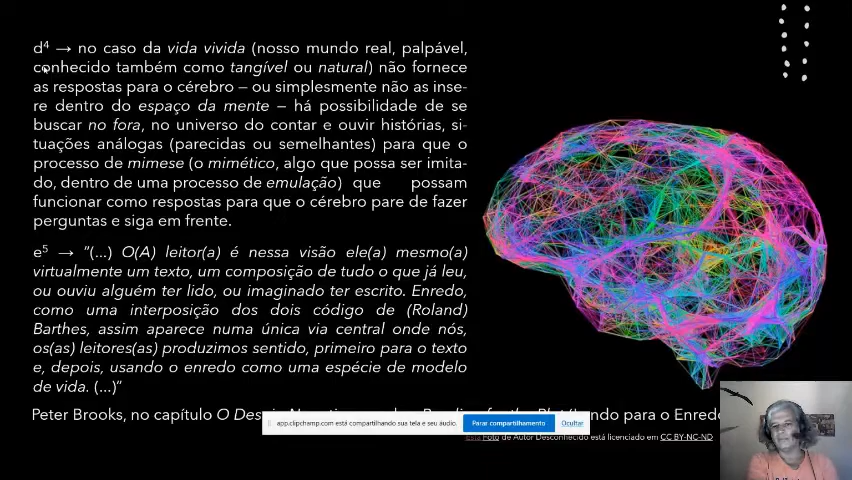 d⁴ → no caso da vida vivida (nosso mundo real, palpável,
conhecido também como tangível ou natural) não fornece
as respostas para o cérebro – ou simplesmente não as inse-
re dentro do espaço da mente – há possibilidade de se
buscar no fora, no universo do contar e ouvir histórias, si-
tuações análogas (parecidas ou semelhantes) para que o
processo de mimese (o mimético, algo que possa ser imita-
do, dentro de uma processo de emulação) que possam
funcionar como respostas para que o cérebro pare de fazer
perguntas e siga em frente.
e⁵ → "(...) O(A) leitor(a) é nessa visão ele(a) mesmo(a)
virtualmente um texto, um composição de tudo o que já leu,
ou ouviu alguém ter lido, ou imaginado ter escrito. Enredo,
como uma interposição dos dois código de (Roland)
Barthes, assim aparece numa única via central onde nós,
os(as) leitores(as) produzimos sentido, primeiro para o texto
e, depois, usando o enredo como uma espécie de modelo
de vida. (...)"
Peter Brooks, no capítulo O ndo para o Enredo
app.clipchamp.com está compartilhando sua tela e seu áudio. Parar compartilhamento Ocultar
Esta Foto de Autor Desconhecido está licenciado em CC BY-NC-ND